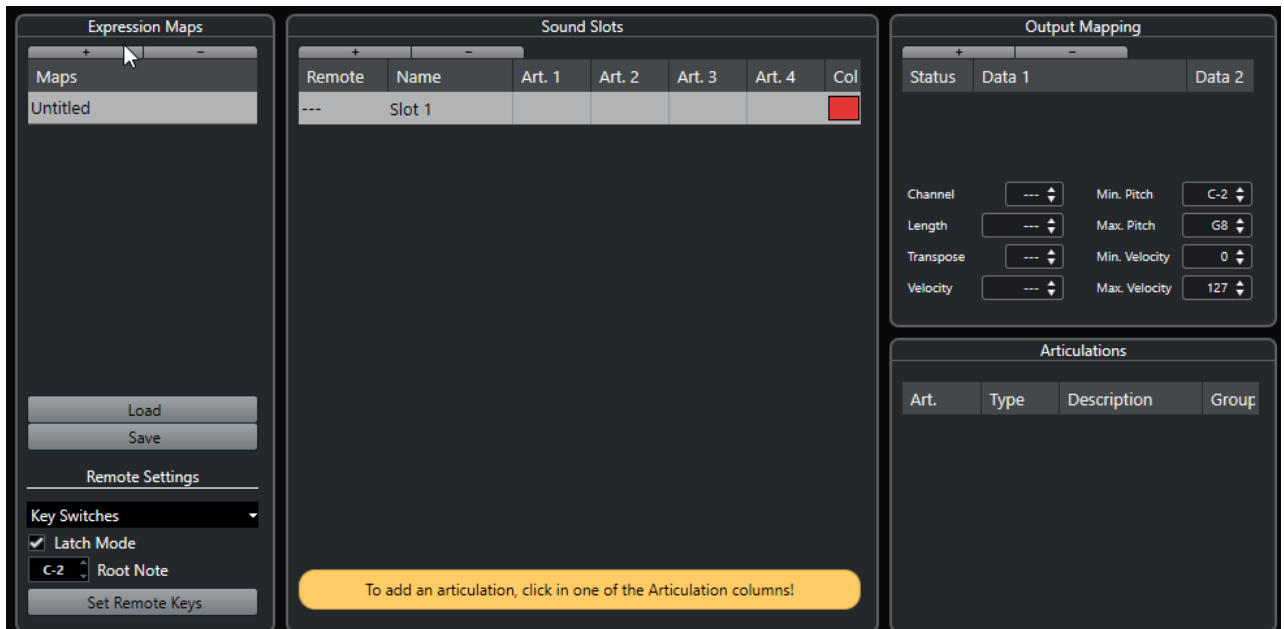 Expression Maps
+ -
Maps
Untitled
Load
Save
Remote Settings
Key Switches
Latch Mode
C-2 Root Note
Set Remote Keys
Sound Slots
+ -
Remote Name Art. 1 Art. 2 Art. 3 Art. 4 Col
--- Slot 1
To add an articulation, click in one of the Articulation columns!
Output Mapping
+ -
Status Data 1 Data 2
Channel --- Min. Pitch C-2
Length --- Max. Pitch G8
Transpose --- Min. Velocity 0
Velocity --- Max. Velocity 127
Articulations
Art. Type Description Group